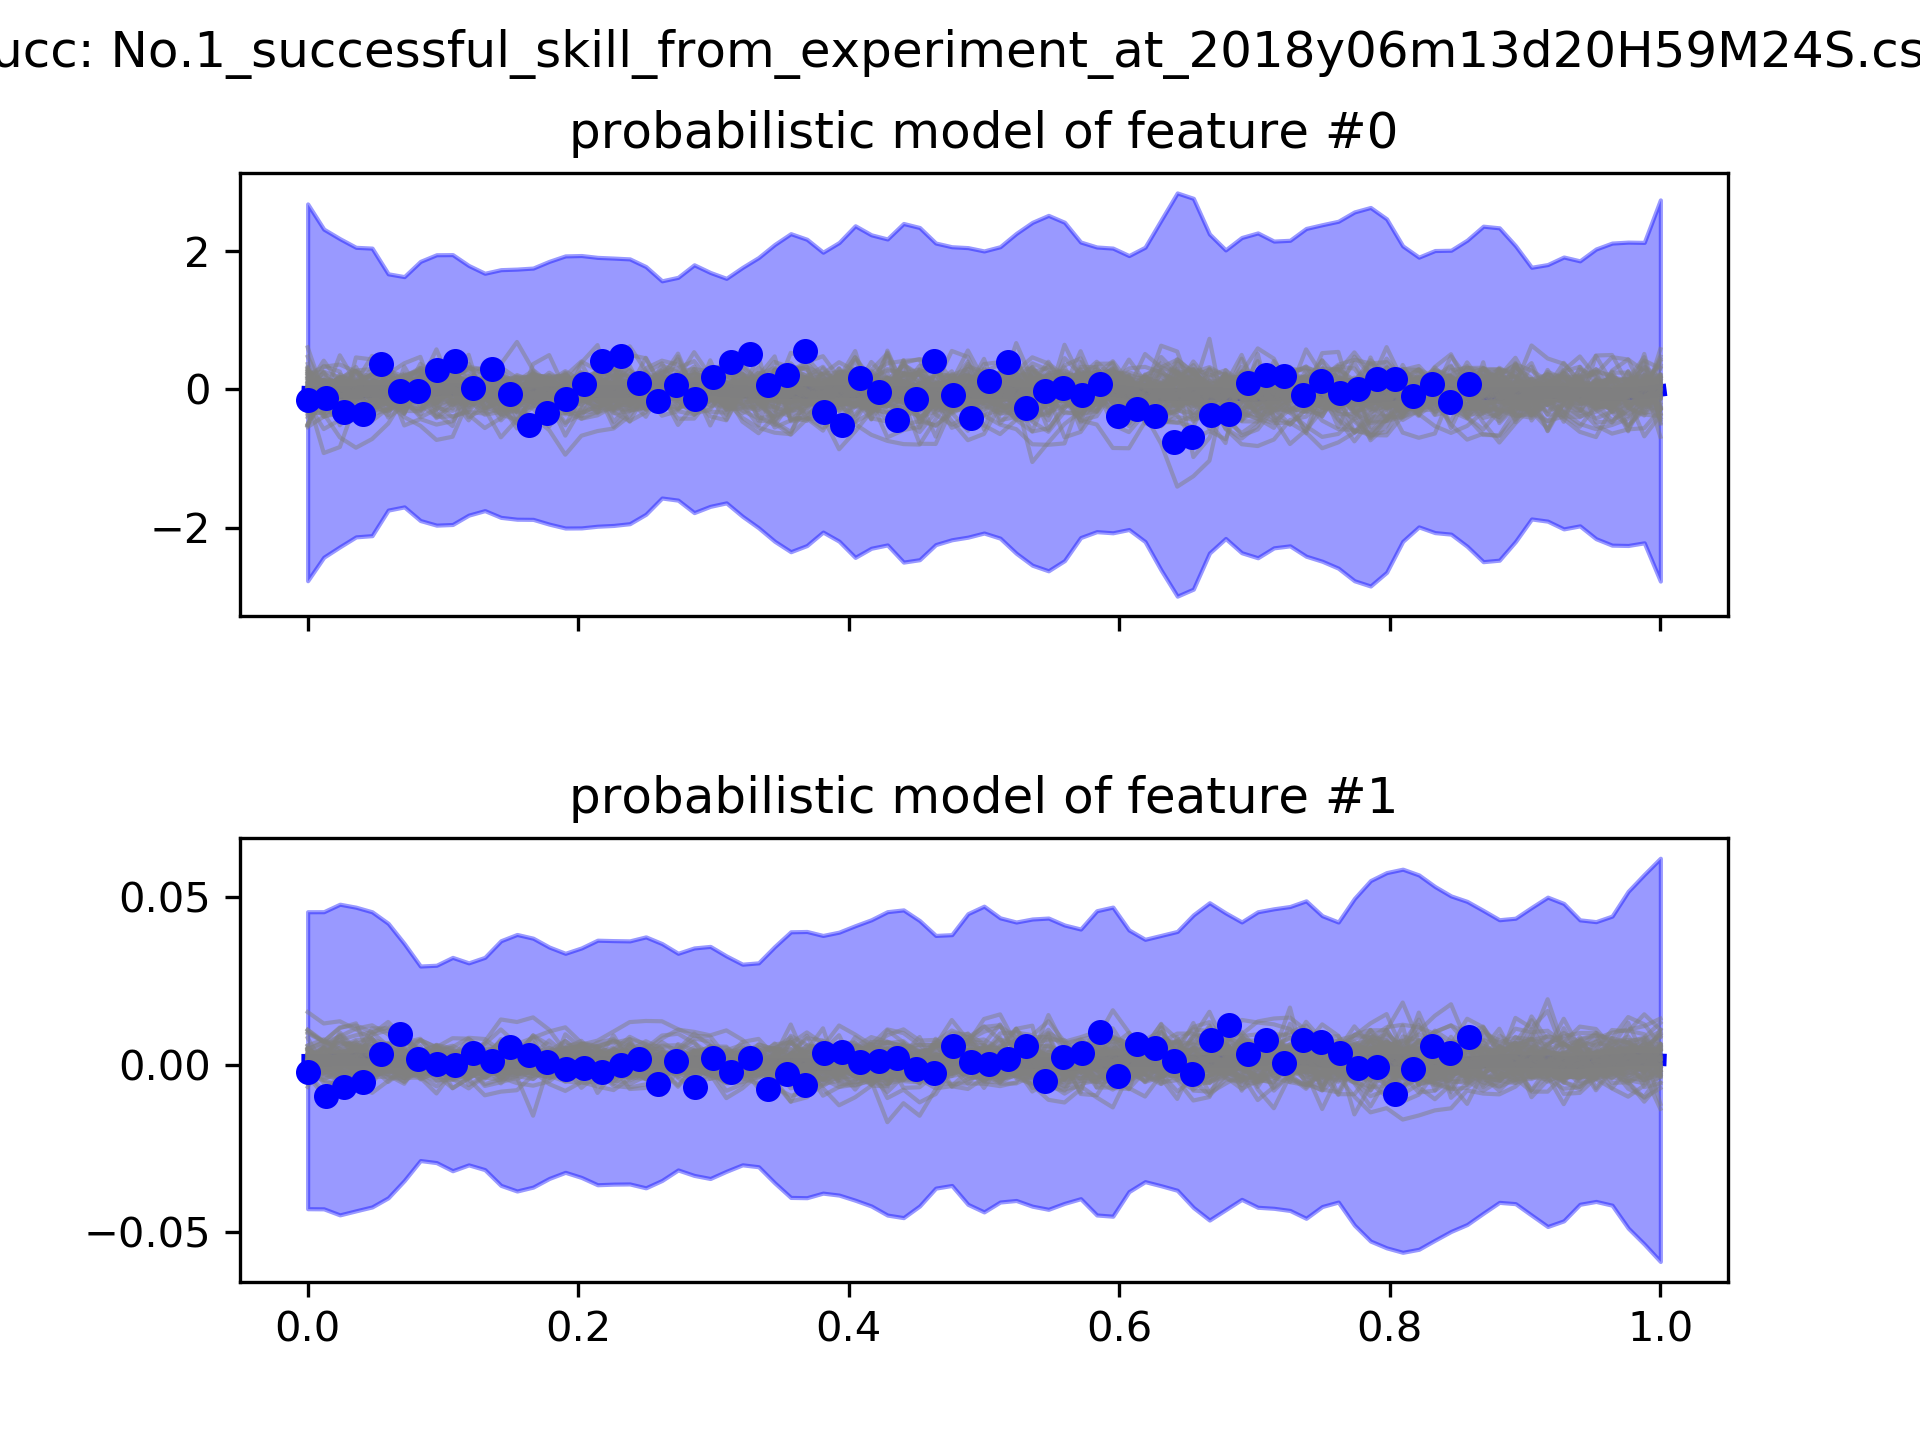 ucc: No.1_successful_skill_from_experiment_at_2018y06m13d20H59M24S.cs
probabilistic model of feature #0
2
0
−2
probabilistic model of feature #1
0.05
0.00
−0.05
0.0 0.2 0.4 0.6 0.8 1.0